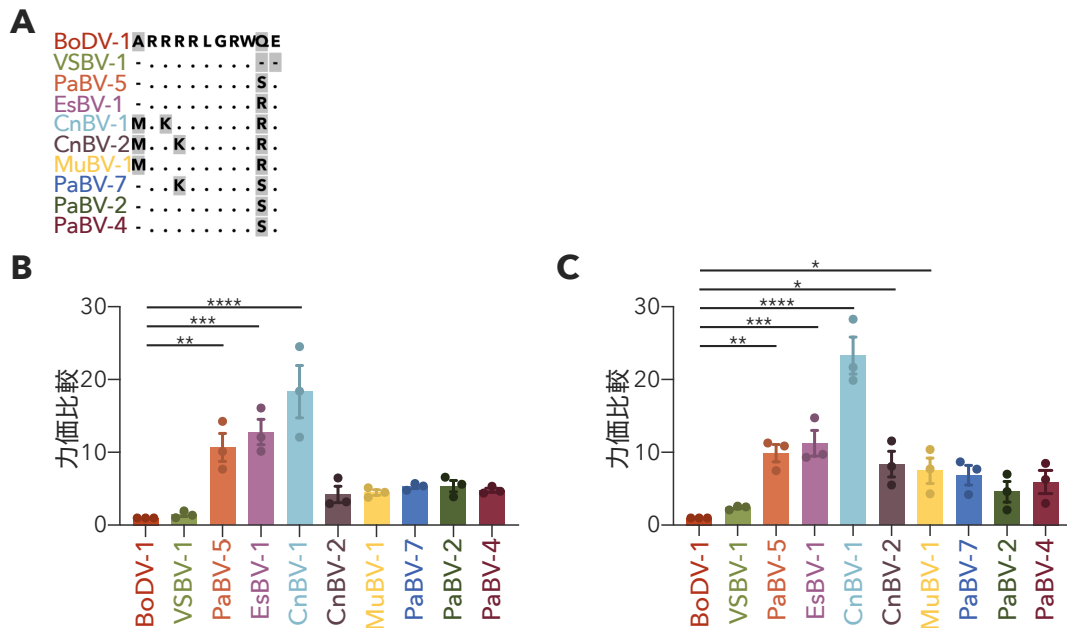 A
BoDV-1 ARRRRLGRWQE
VSBV-1 -........--
PaBV-5 -........S.
EsBV-1 -........R.
CnBV-1 M.K......R.
CnBV-2 M..K.....R.
MuBV-1 M........R.
PaBV-7 -..K.....S.
PaBV-2 -........S.
PaBV-4 -........S.
B
力価比較
30
20
10
0
****
***
**
BoDV-1
VSBV-1
PaBV-5
EsBV-1
CnBV-1
CnBV-2
MuBV-1
PaBV-7
PaBV-2
PaBV-4
C
力価比較
30
20
10
0
*
*
****
***
**
BoDV-1
VSBV-1
PaBV-5
EsBV-1
CnBV-1
CnBV-2
MuBV-1
PaBV-7
PaBV-2
PaBV-4